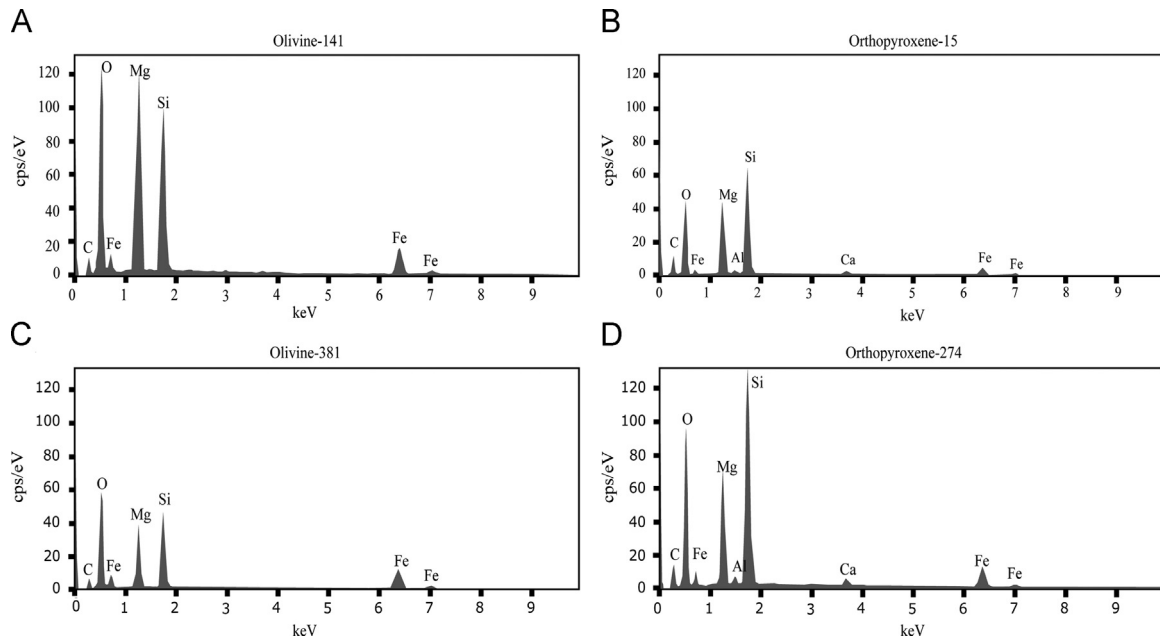 A
Olivine-141
cps/eV
120
100
80
60
40
20
0
O
Mg
Si
C
Fe
Fe
Fe
0 1 2 3 4 5 6 7 8 9
keV
B
Orthopyroxene-15
cps/eV
120
100
80
60
40
20
0
Si
O
Mg
C
Fe
Al
Ca
Fe
Fe
0 1 2 3 4 5 6 7 8 9
keV
C
Olivine-381
cps/eV
120
100
80
60
40
20
0
O
Mg
Si
C
Fe
Fe
Fe
0 1 2 3 4 5 6 7 8 9
keV
D
Orthopyroxene-274
cps/eV
120
100
80
60
40
20
0
Si
O
Mg
C
Fe
Al
Ca
Fe
Fe
0 1 2 3 4 5 6 7 8 9
keV